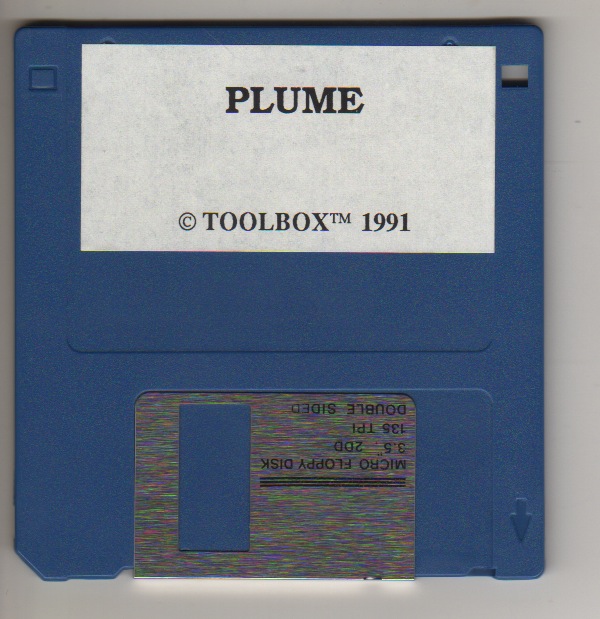 PLUME
© TOOLBOX™ 1991
MICRO FLOPPY DISK
3.5", 2DD
135 TPI
DOUBLE SIDED